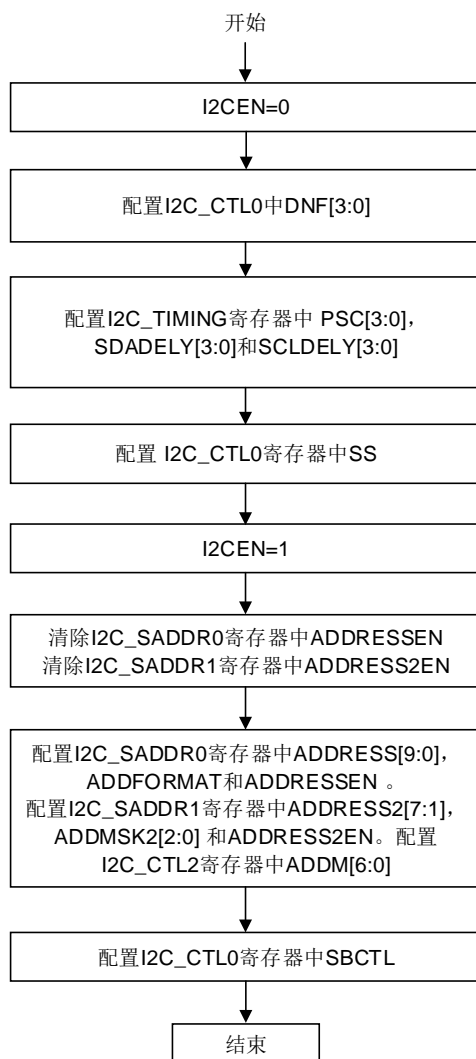 开始
I2CEN=0
配置I2C_CTL0中DNF[3:0]
配置I2C_TIMING寄存器中 PSC[3:0]，
SDADELY[3:0]和SCLDELY[3:0]
配置 I2C_CTL0寄存器中SS
I2CEN=1
清除I2C_SADDR0寄存器中ADDRESSEN
清除I2C_SADDR1寄存器中ADDRESS2EN
配置I2C_SADDR0寄存器中ADDRESS[9:0]，
ADDFORMAT和ADDRESSEN 。
配置I2C_SADDR1寄存器中ADDRESS2[7:1]，
ADDMSK2[2:0] 和ADDRESS2EN。配置
I2C_CTL2寄存器中ADDM[6:0]
配置I2C_CTL0寄存器中SBCTL
结束